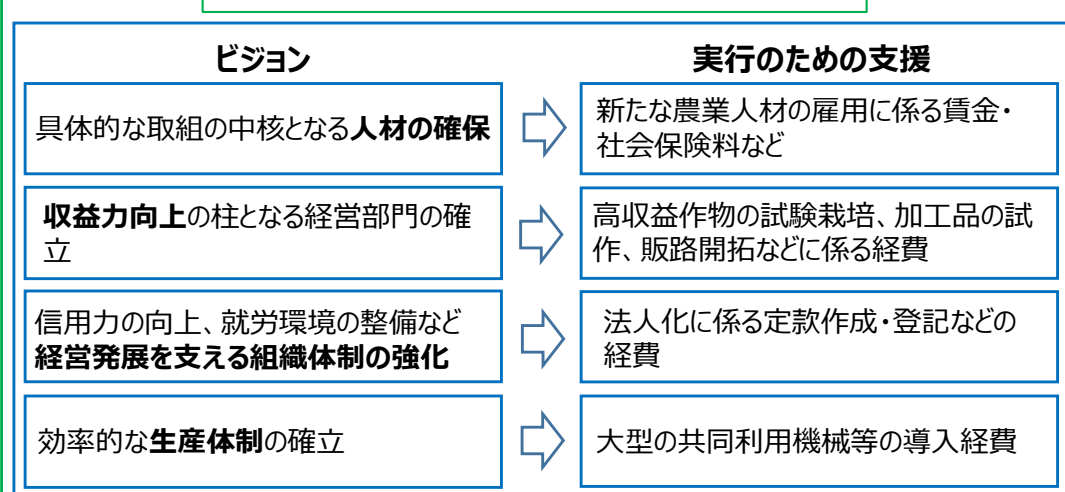 ビジョン
実行のための支援
具体的な取組の中核となる人材の確保
新たな農業人材の雇用に係る賃金・
社会保険料など
収益力向上の柱となる経営部門の確
立
高収益作物の試験栽培、加工品の試
作、販路開拓などに係る経費
信用力の向上、就労環境の整備など
経営発展を支える組織体制の強化
法人化に係る定款作成・登記などの
経費
効率的な生産体制の確立
大型の共同利用機械等の導入経費